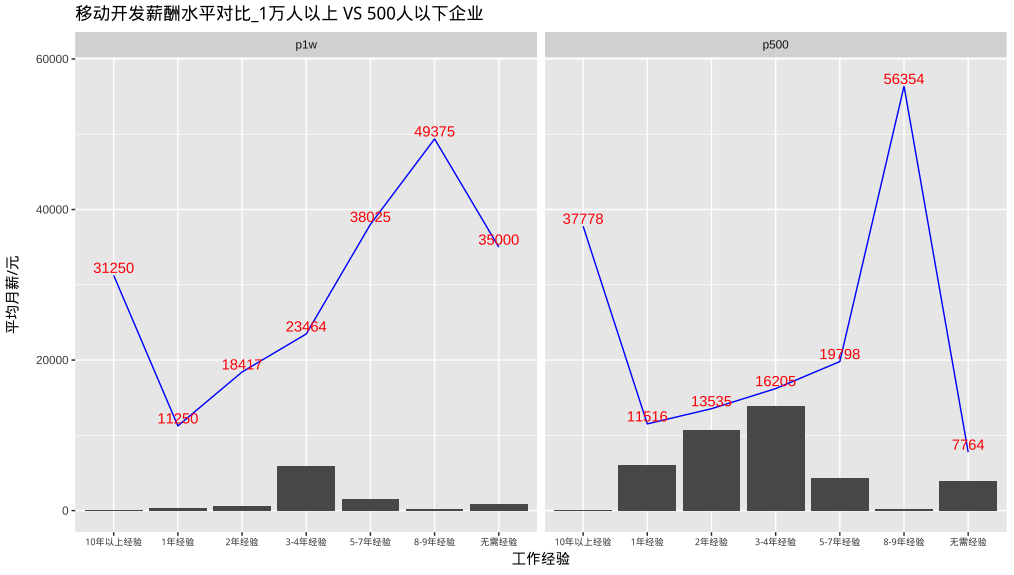 移动开发薪酬水平对比_1万人以上 VS 500人以下企业
p1w
p500
60000
40000
20000
0
平均月薪/元
31250
11250
18417
23464
38025
49375
35000
37778
11516
13535
16205
19798
56354
7764
10年以上经验
1年经验
2年经验
3-4年经验
5-7年经验
8-9年经验
无需经验
10年以上经验
1年经验
2年经验
3-4年经验
5-7年经验
8-9年经验
无需经验
工作经验